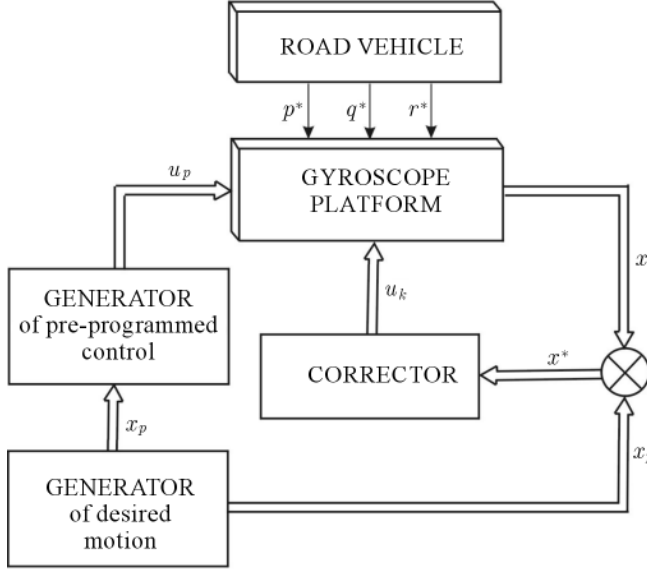 ROAD VEHICLE
p* q* r*
u_p
GYROSCOPE
PLATFORM
x
GENERATOR
of pre-programmed
control
u_k
CORRECTOR
x*
x_p
GENERATOR
of desired
motion